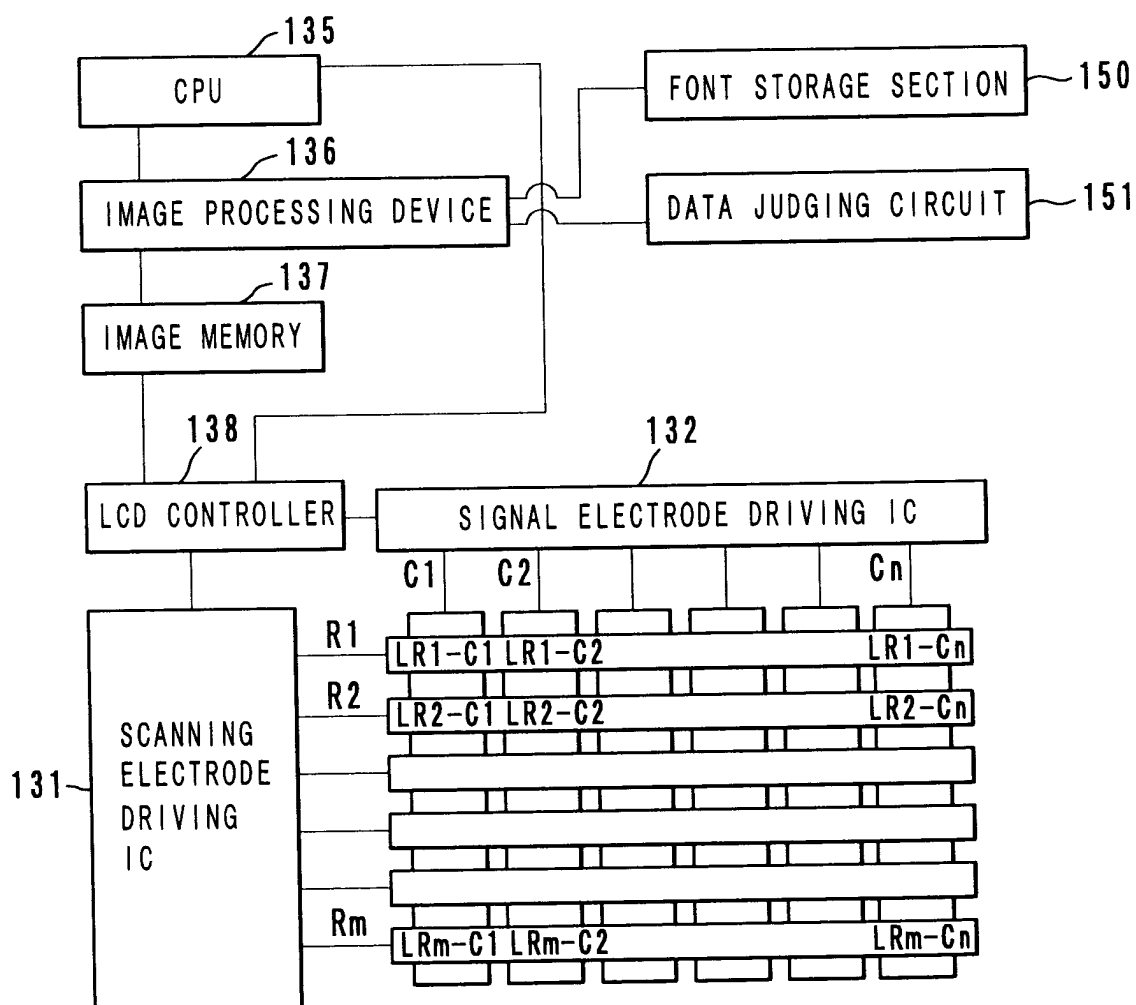 135
CPU
FONT STORAGE SECTION
150
136
IMAGE PROCESSING DEVICE
DATA JUDGING CIRCUIT
151
137
IMAGE MEMORY
138
132
LCD CONTROLLER
SIGNAL ELECTRODE DRIVING IC
C1 C2 Cn
R1
LR1-C1 LR1-C2 LR1-Cn
R2
LR2-C1 LR2-C2 LR2-Cn
131
SCANNING
ELECTRODE
DRIVING
IC
Rm
LRm-C1 LRm-C2 LRm-Cn